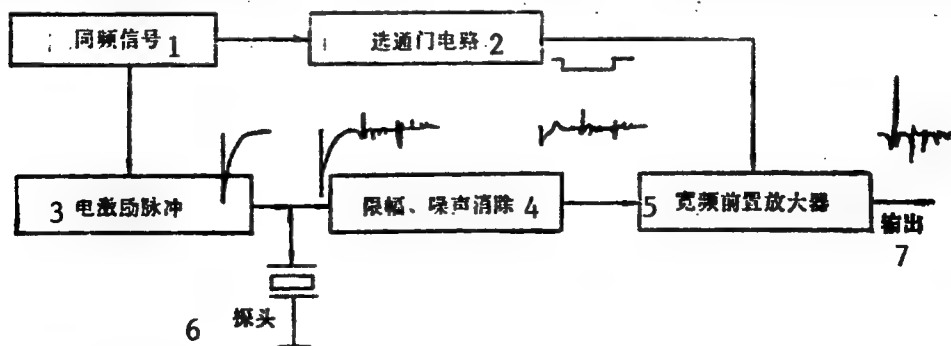 同频信号 1
选通门电路 2
3 电激励脉冲
限幅、噪声消除 4
5 宽频前置放大器
输出
7
探头
6